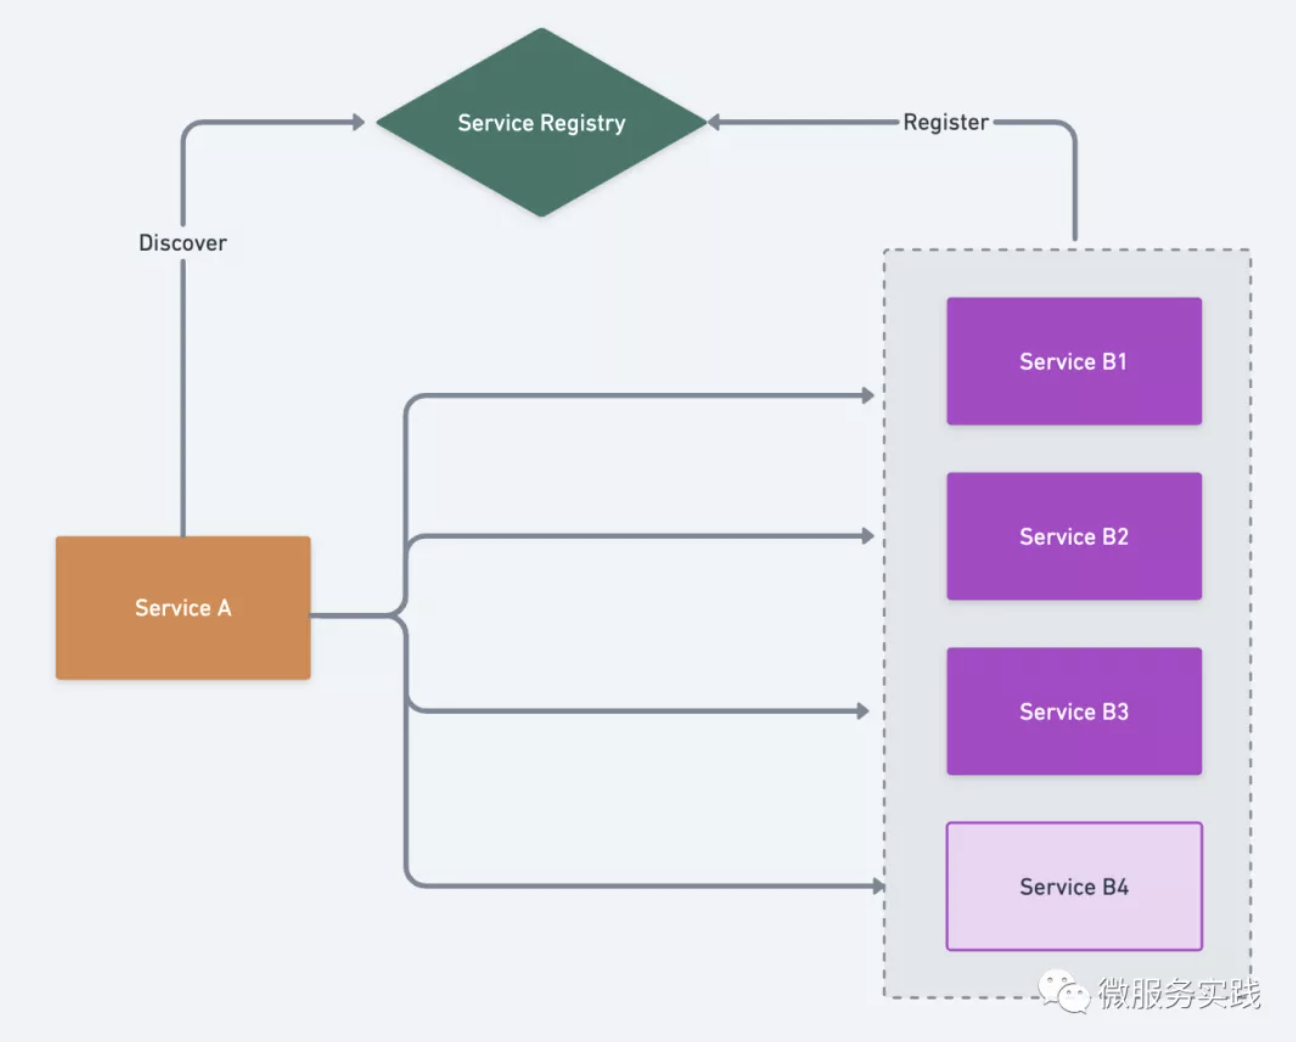 Service Registry
Register
Discover
Service B1
Service B2
Service A
Service B3
Service B4
微服务实践